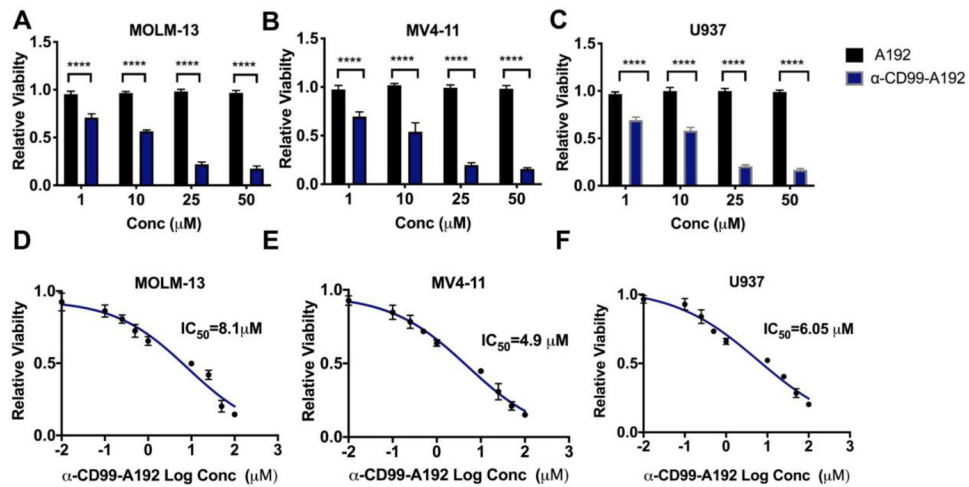 A
MOLM-13
1.5
1.0
0.5
0.0
Relative Viability
****
****
****
****
1
10
25
50
Conc (μM)
B
MV4-11
1.5
1.0
0.5
0.0
Relative Viability
****
****
****
****
1
10
25
50
Conc (μM)
C
U937
1.5
1.0
0.5
0.0
Relative Viability
****
****
****
****
1
10
25
50
Conc (μM)
A192
α-CD99-A192
D
MOLM-13
1.0
0.5
0.0
Relative Viabilty
IC50=8.1μM
-2
-1
0
1
2
3
α-CD99-A192 Log Conc (μM)
E
MV4-11
1.0
0.5
0.0
Relative Viabilty
IC50=4.9 μM
-2
-1
0
1
2
3
α-CD99-A192 Log Conc (μM)
F
U937
1.0
0.5
0.0
Relative Viabilty
IC50=6.05 μM
-2
-1
0
1
2
3
α-CD99-A192 Log Conc (μM)